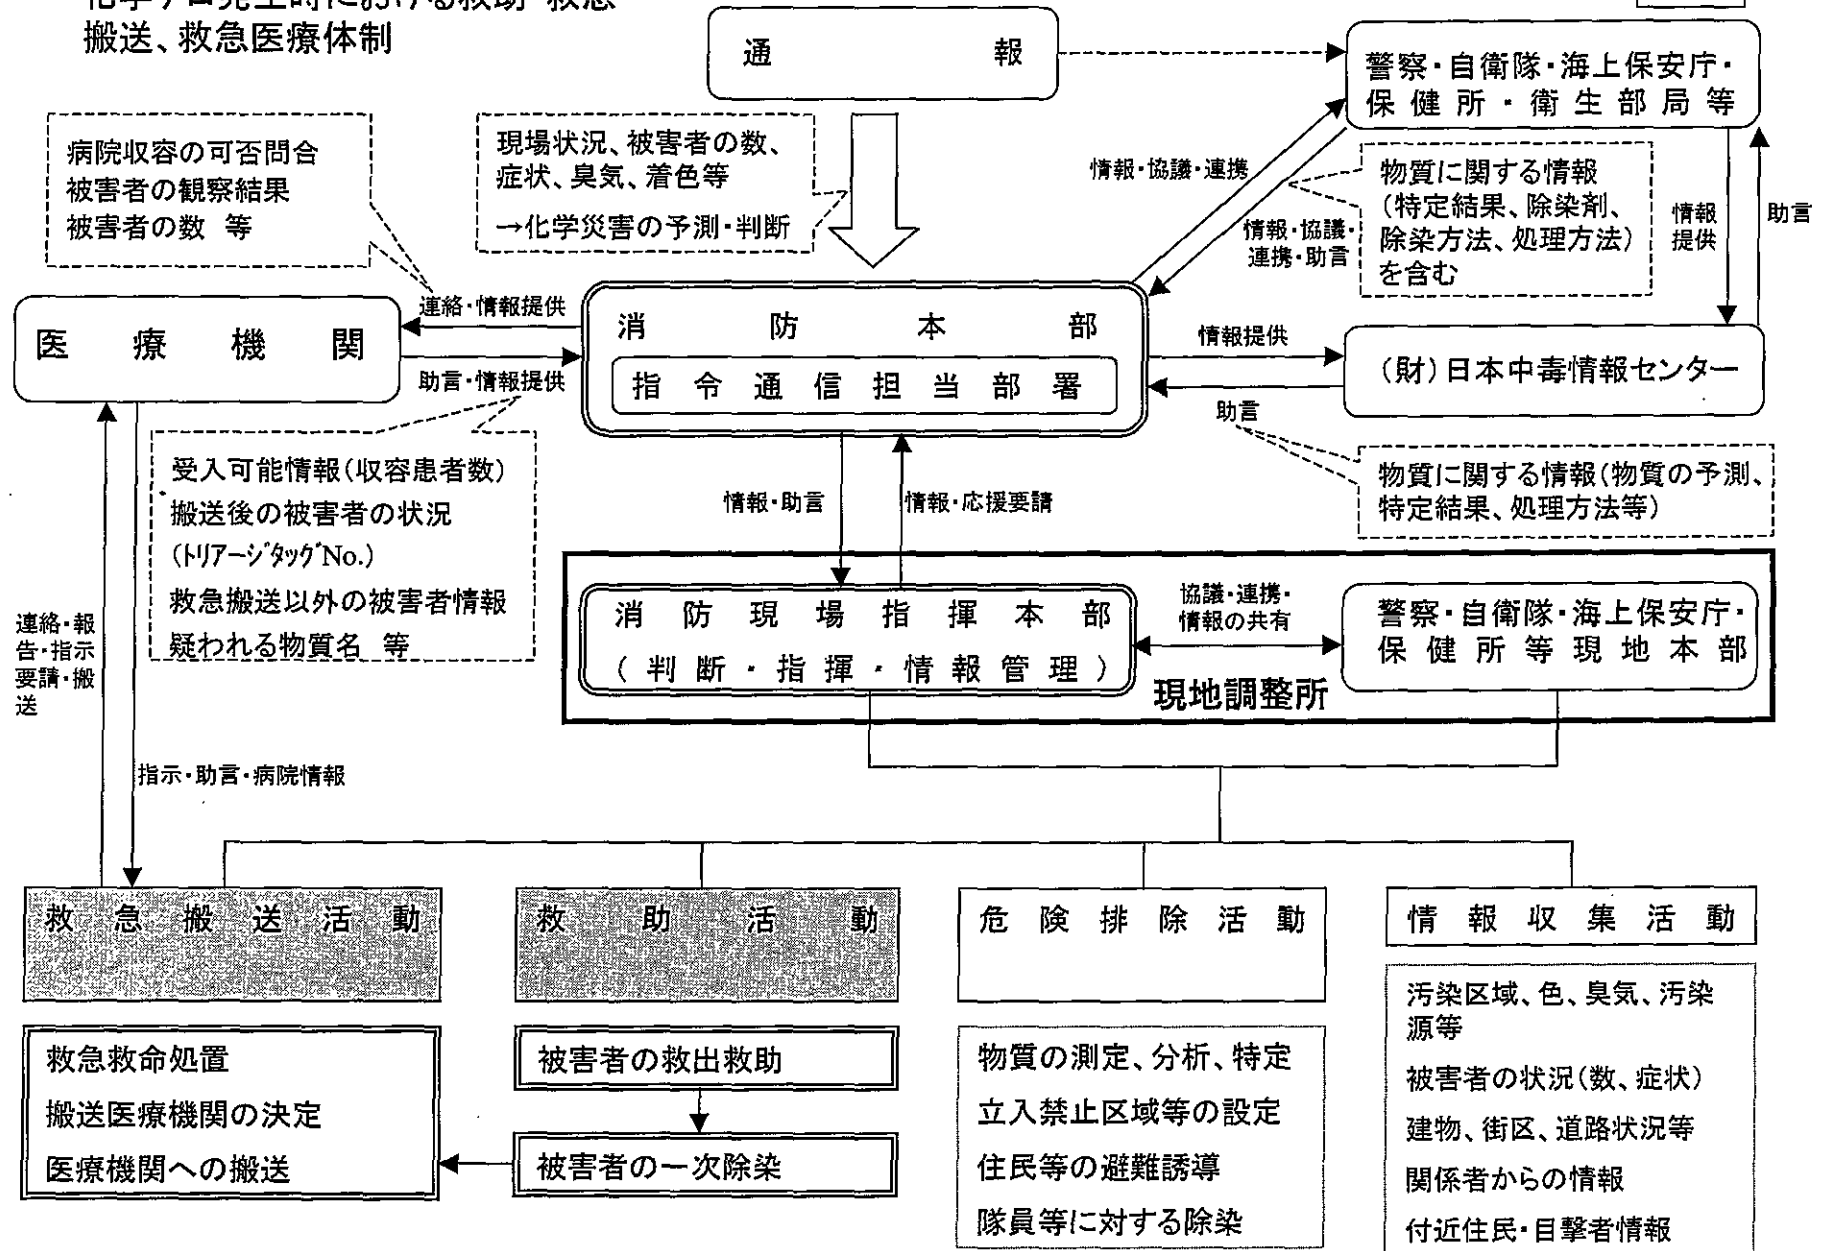 化学テロ発生時における救助・救急
搬送、救急医療体制
通報
警察・自衛隊・海上保安庁・
保健所・衛生部局等
病院収容の可否問合
被害者の観察結果
被害者の数 等
現場状況、被害者の数、
症状、臭気、着色等
→化学災害の予測・判断
情報・協議・連携
情報・協議・
連携・助言
物質に関する情報
(特定結果、除染剤、
除染方法、処理方法)
を含む
情報
提供
助言
医療機関
連絡・情報提供
助言・情報提供
消防本部
指令通信担当部署
情報提供
助言
(財)日本中毒情報センター
物質に関する情報(物質の予測、
特定結果、処理方法等)
受入可能情報(収容患者数)
搬送後の被害者の状況
(トリアージタッグNo.)
救急搬送以外の被害者情報
疑われる物質名 等
情報・助言
情報・応援要請
消防現場指揮本部
(判断・指揮・情報管理)
協議・連携・
情報の共有
警察・自衛隊・海上保安庁・
保健所等現地本部
現地調整所
連絡・報
告・指示
要請・搬
送
指示・助言・病院情報
救急搬送活動
救助活動
危険排除活動
情報収集活動
救急救命処置
搬送医療機関の決定
医療機関への搬送
被害者の救出救助
被害者の一次除染
物質の測定、分析、特定
立入禁止区域等の設定
住民等の避難誘導
隊員等に対する除染
汚染区域、色、臭気、汚染
源等
被害者の状況(数、症状)
建物、街区、道路状況等
関係者からの情報
付近住民・目撃者情報